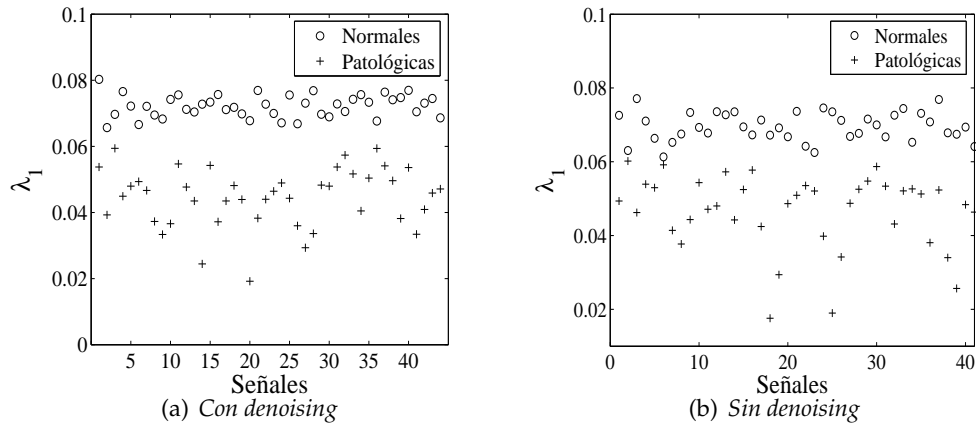 0.1
0.08
0.06
0.04
0.02
0
λ1
5 10 15 20 25 30 35 40
Señales
Normales
Patológicas
(a) Con denoising
0.1
0.08
0.06
0.04
0.02
λ1
0 10 20 30 40
Señales
Normales
Patológicas
(b) Sin denoising